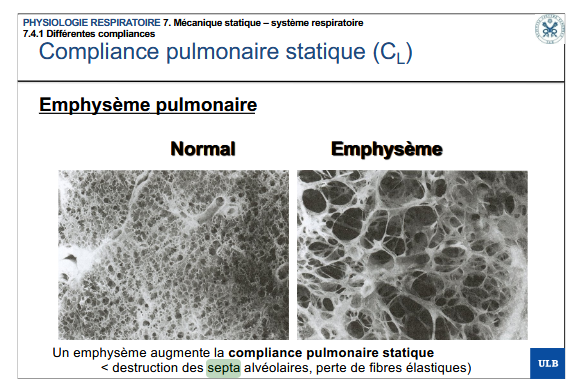 PHYSIOLOGIE RESPIRATOIRE 7. Mécanique statique – système respiratoire
7.4.1 Différentes compliances
Compliance pulmonaire statique (CL)
Emphysème pulmonaire
Normal Emphysème
Un emphysème augmente la compliance pulmonaire statique
< destruction des septa alvéolaires, perte de fibres élastiques)
ULB